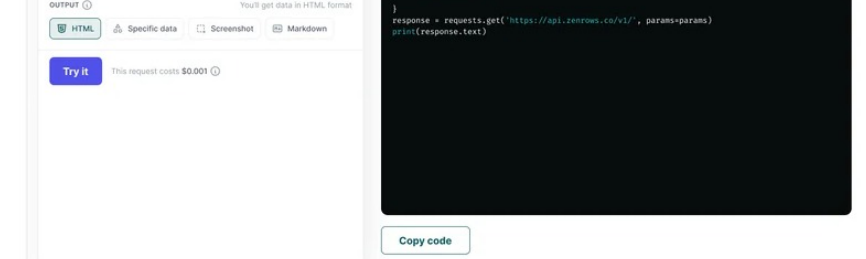 OUTPUT You'll get data in HTML format
HTML Specific data Screenshot Markdown
Try it This request costs $0.001
}
response = requests.get('https://api.zenrows.co/v1/', params=params)
print(response.text)
Copy code